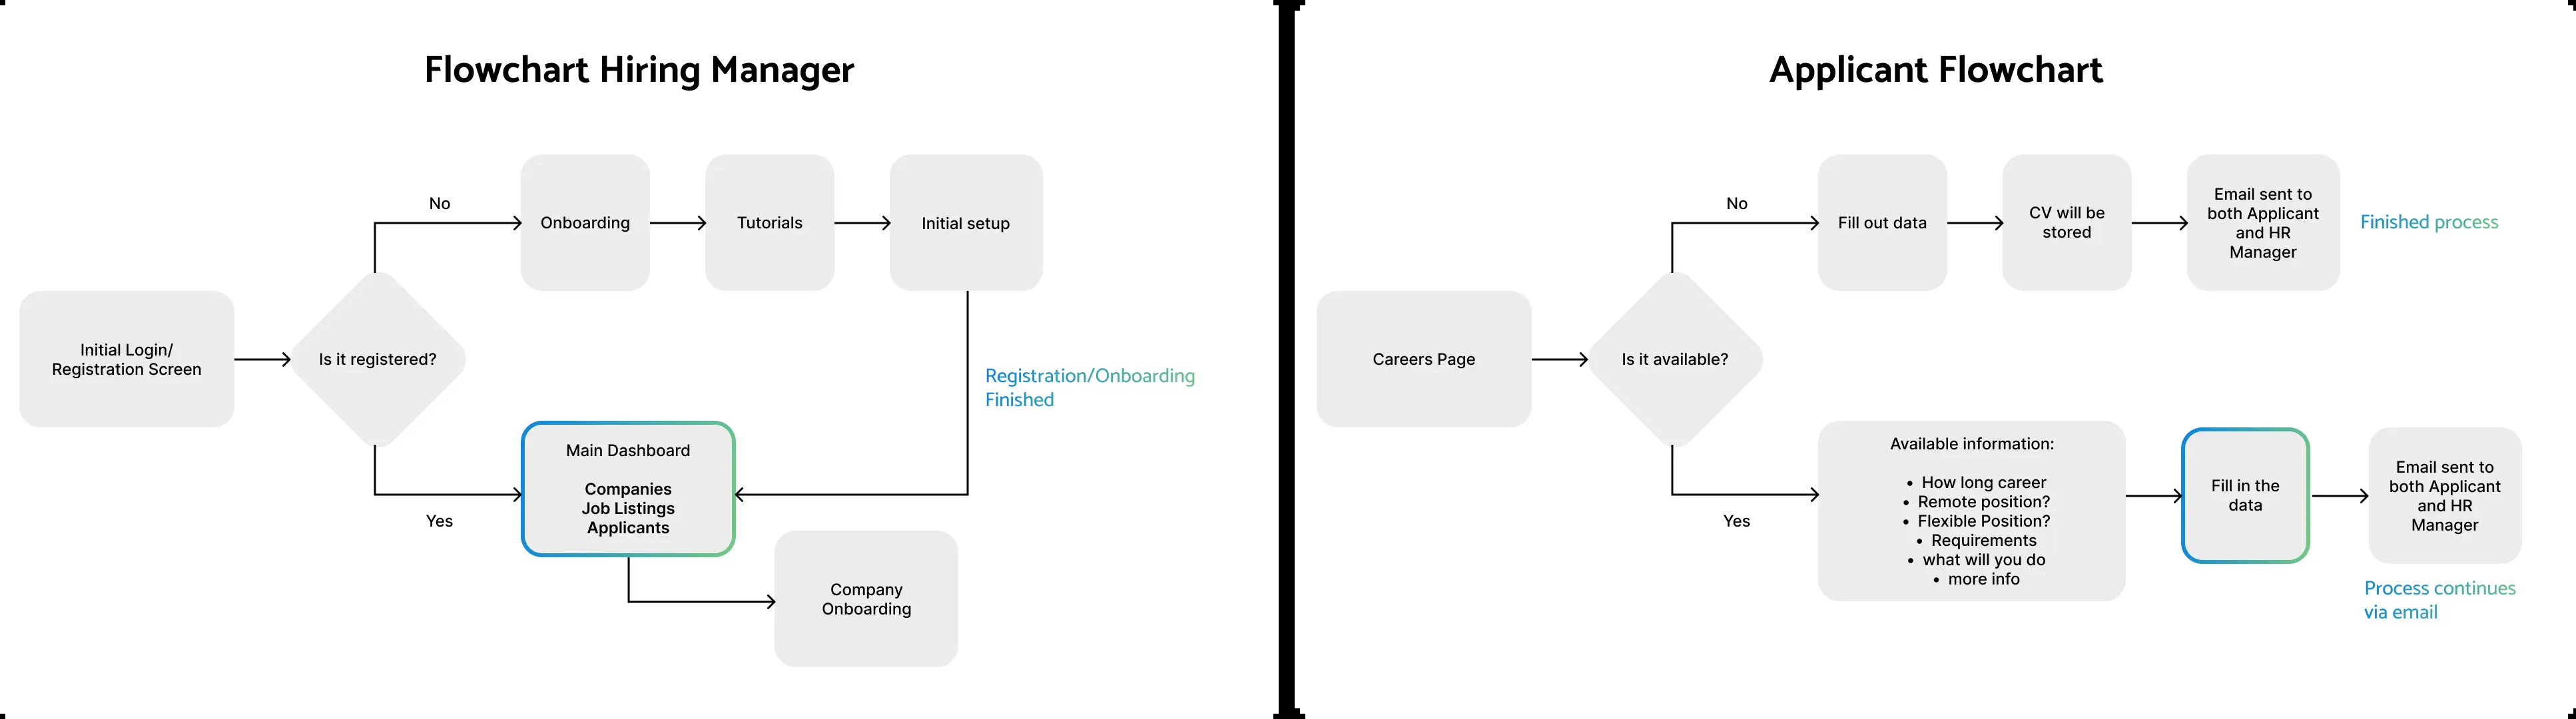 Flowchart Hiring Manager
No
Onboarding
Tutorials
Initial setup
Initial Login/
Registration Screen
Is it registered?
Registration/Onboarding
Finished
Yes
Main Dashboard
Companies
Job Listings
Applicants
Company
Onboarding
Applicant Flowchart
No
Fill out data
CV will be
stored
Email sent to
both Applicant
and HR
Manager
Finished process
Careers Page
Is it available?
Yes
Available information:
• How long career
• Remote position?
• Flexible Position?
• Requirements
• what will you do
• more info
Fill in the
data
Email sent to
both Applicant
and HR
Manager
Process continues
via email